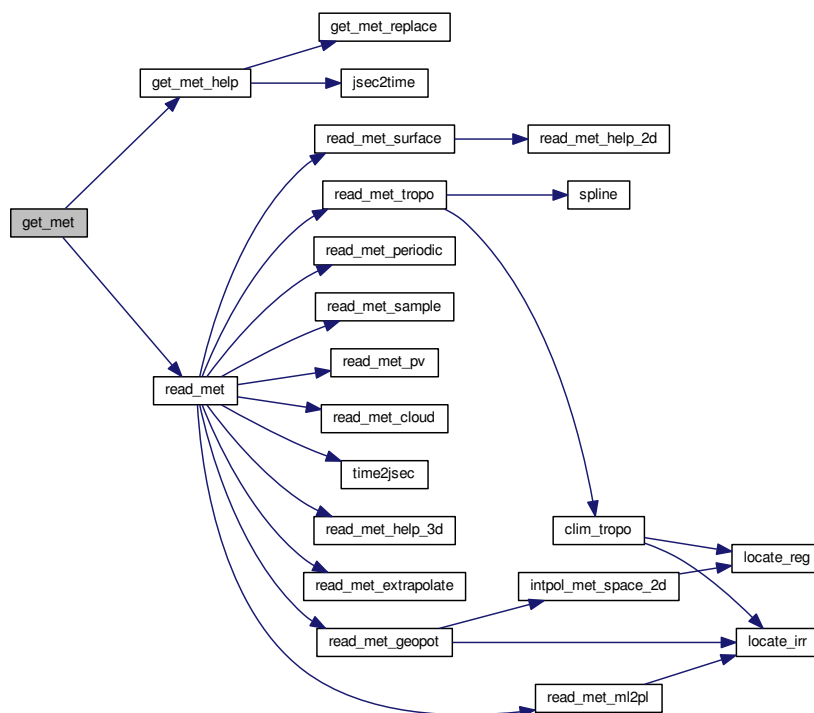 get_met_replace
get_met_help
jsec2time
read_met_surface
read_met_help_2d
read_met_tropo
spline
get_met
read_met_periodic
read_met_sample
read_met_pv
read_met
read_met_cloud
time2jsec
read_met_help_3d
clim_tropo
locate_reg
read_met_extrapolate
intpol_met_space_2d
read_met_geopot
locate_irr
read_met_ml2pl